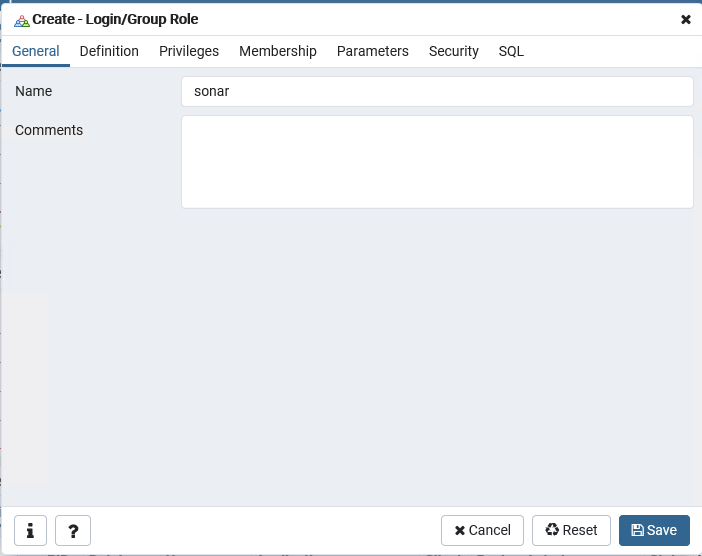 Create - Login/Group Role
General Definition Privileges Membership Parameters Security SQL
Name sonar
Comments
Cancel Reset Save